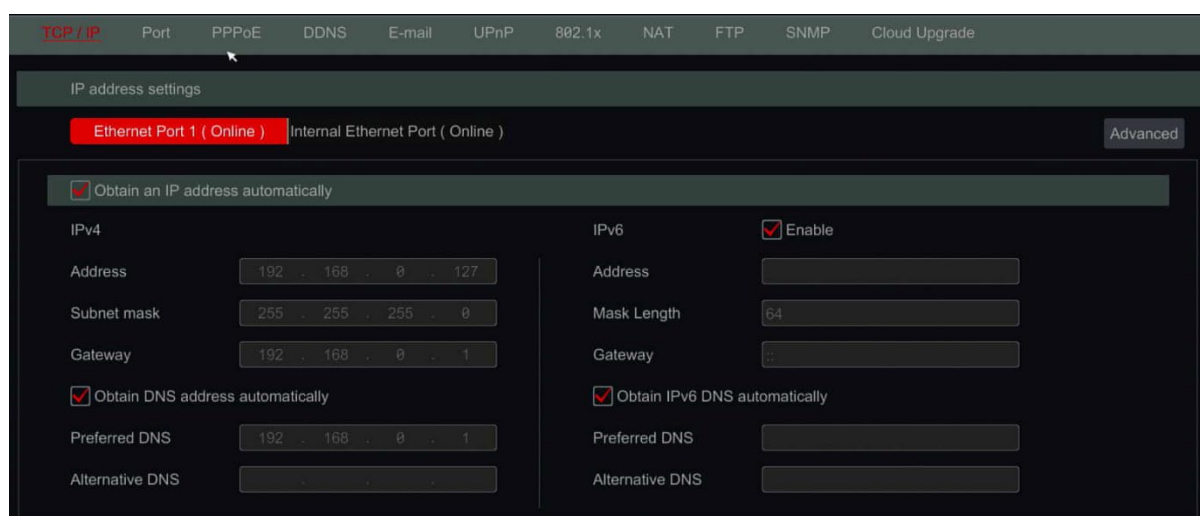 TCP / IP Port PPPoE DDNS E-mail UPnP 802.1x NAT FTP SNMP Cloud Upgrade
IP address settings
Ethernet Port 1 ( Online ) Internal Ethernet Port ( Online ) Advanced
Obtain an IP address automatically
IPv4 IPv6 Enable
Address 192 . 168 . 0 . 127 Address
Subnet mask 255 . 255 . 255 . 0 Mask Length 64
Gateway 192 . 168 . 0 . 1 Gateway ::
Obtain DNS address automatically Obtain IPv6 DNS automatically
Preferred DNS 192 . 168 . 0 . 1 Preferred DNS
Alternative DNS . . . Alternative DNS